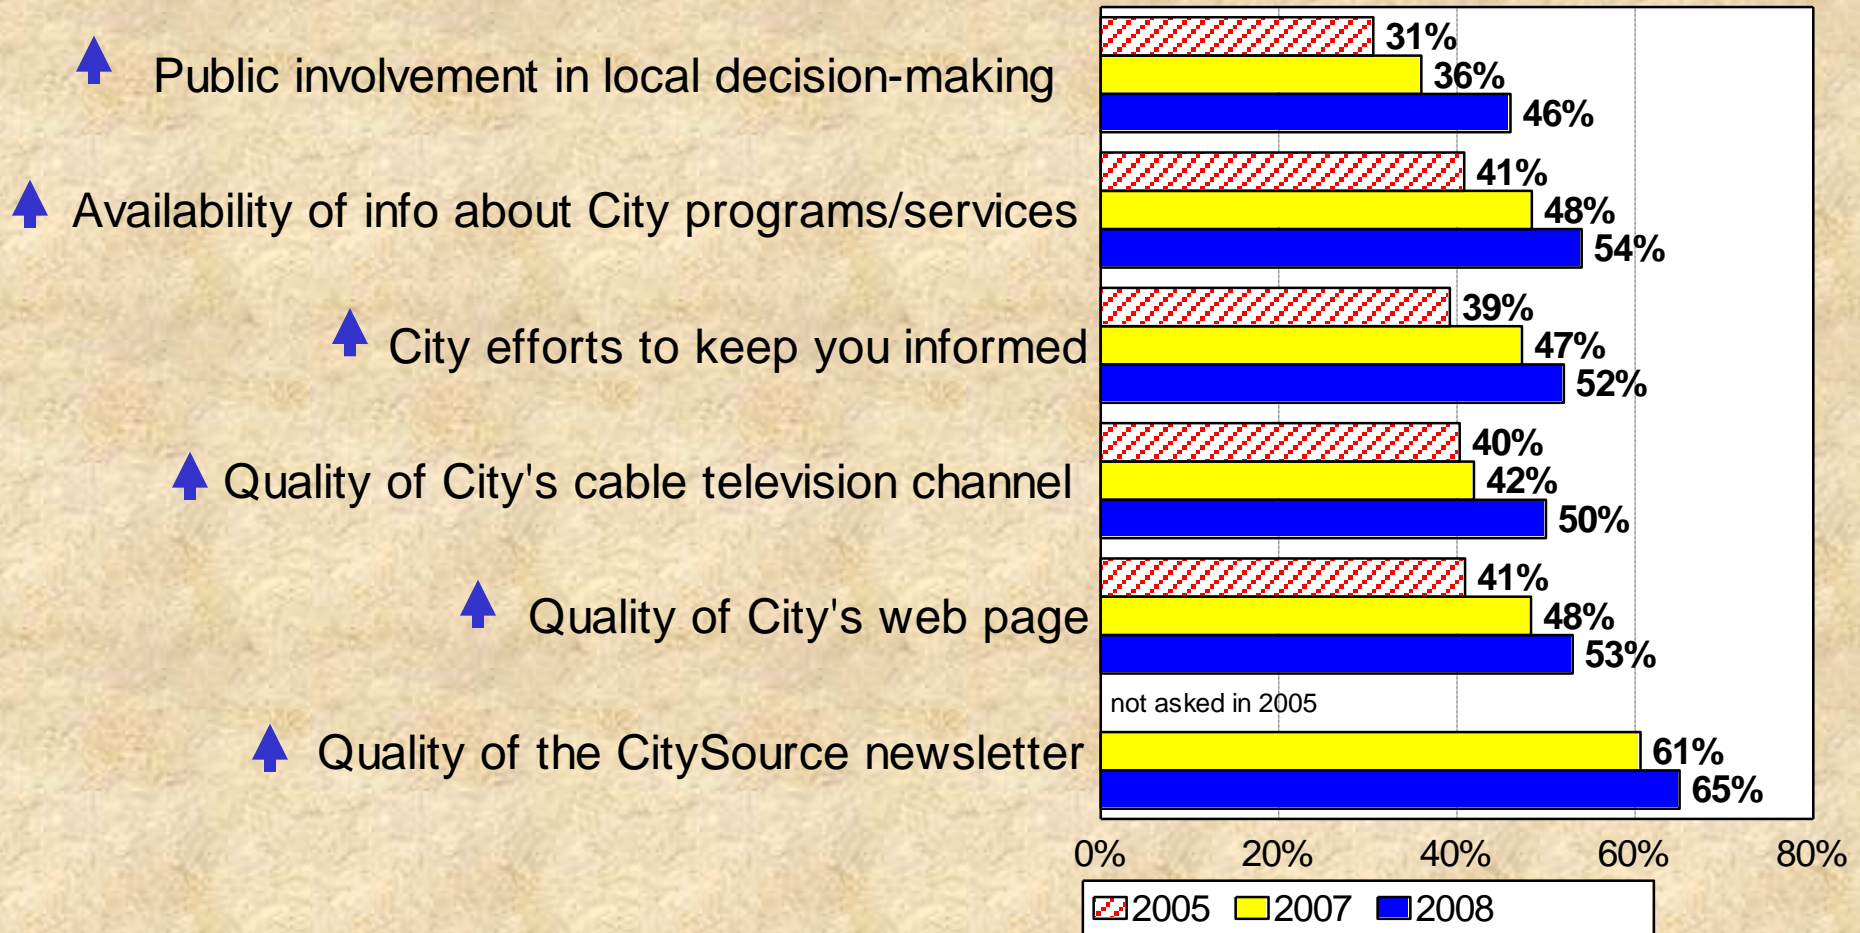 31%
Public involvement in local decision-making
36%
46%
41%
Availability of info about City programs/services
48%
54%
39%
City efforts to keep you informed
47%
52%
40%
Quality of City's cable television channel
42%
50%
41%
Quality of City's web page
48%
53%
not asked in 2005
Quality of the CitySource newsletter
61%
65%
0% 20% 40% 60% 80%
2005 2007 2008